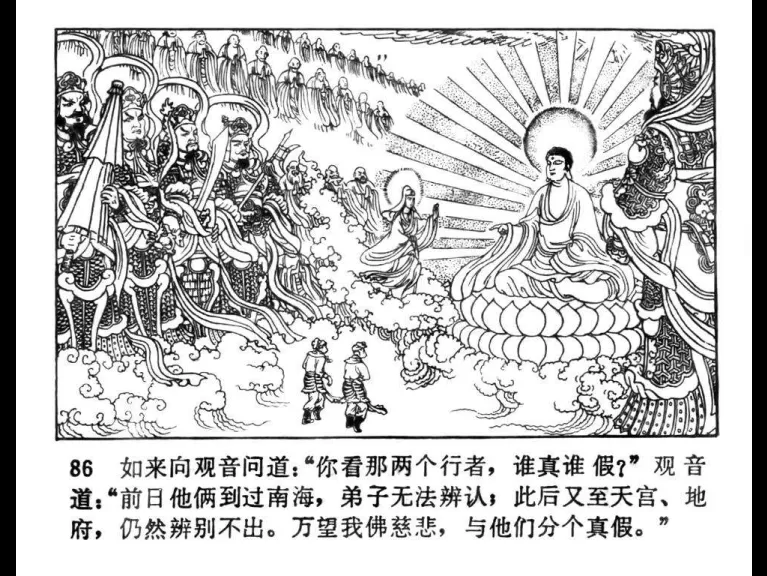 86 如来向观音问道：“你看那两个行者，谁真谁假？”观音
道：“前日他俩到过南海，弟子无法辨认；此后又至天宫、地
府，仍然辨别不出。万望我佛慈悲，与他们分个真假。”